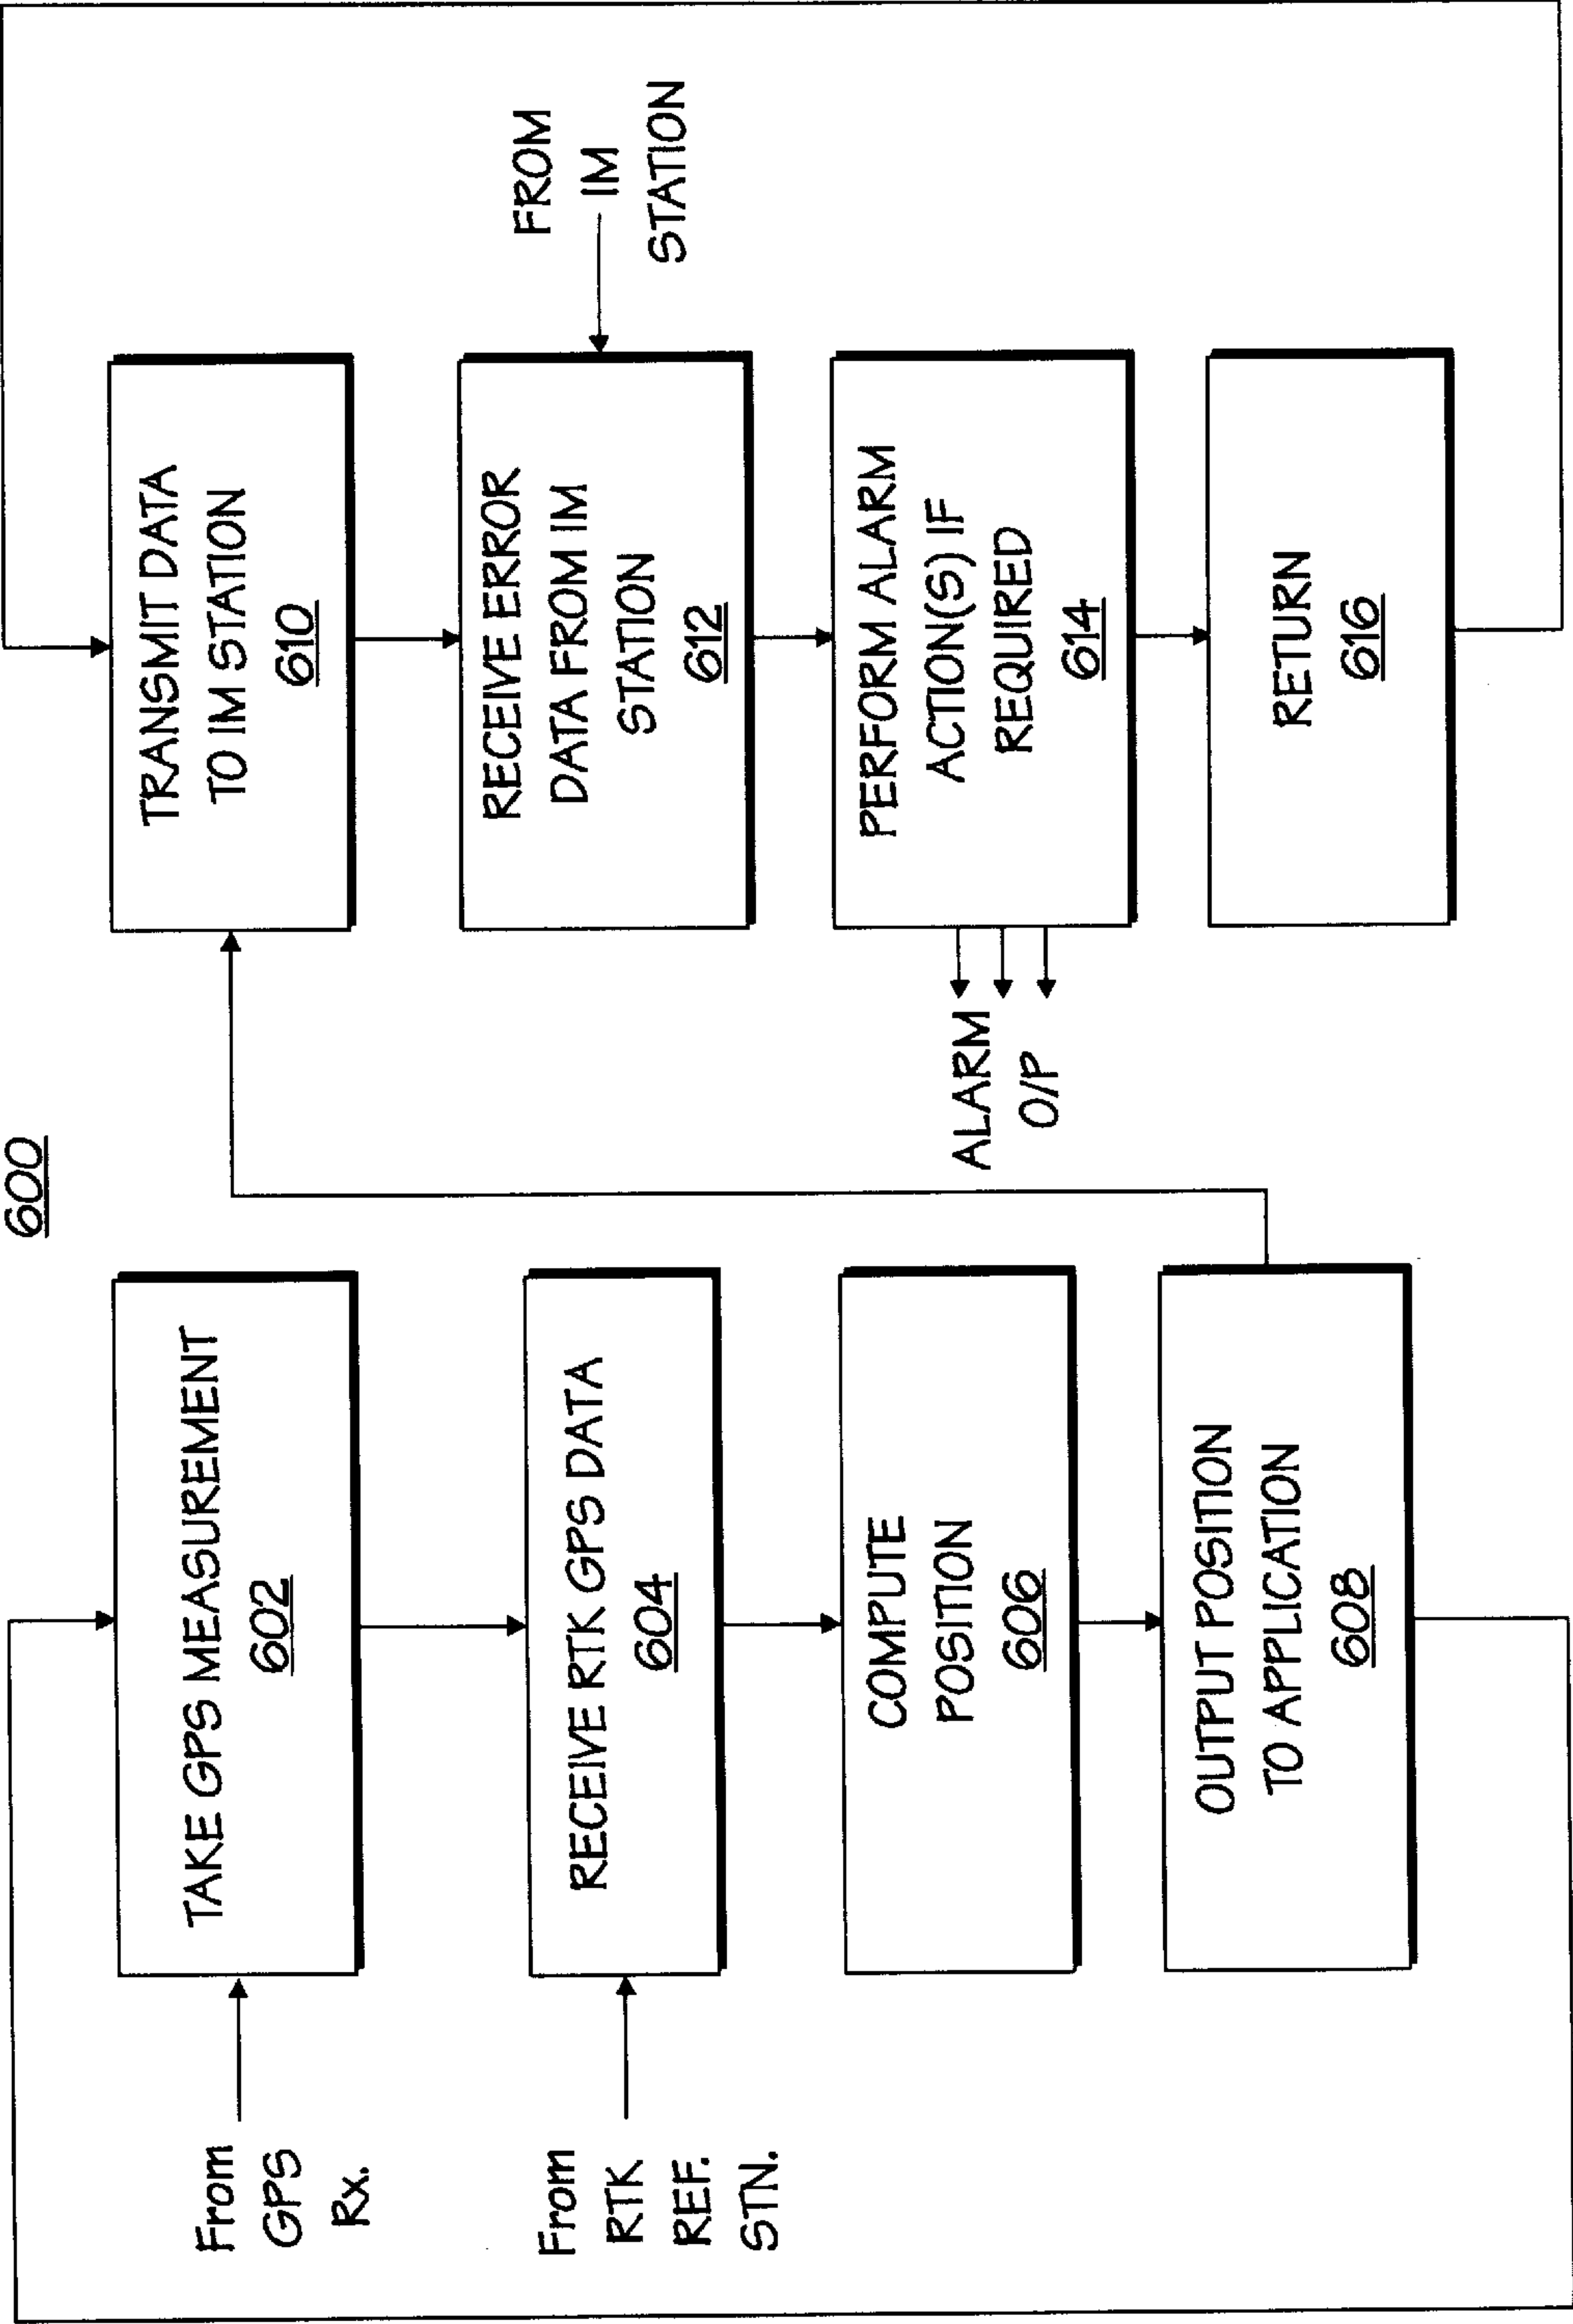 600
TAKE GPS MEASUREMENT
602
From
GPS
Rx.
RECEIVE RTK GPS DATA
604
From
RTK
REF.
STN.
COMPUTE
POSITION
606
OUTPUT POSITION
TO APPLICATION
608
TRANSMIT DATA
TO IM STATION
610
RECEIVE ERROR
DATA FROM IM
STATION
612
FROM
IM
STATION
PERFORM ALARM
ACTION(S) IF
REQUIRED
614
ALARM
O/P
RETURN
616